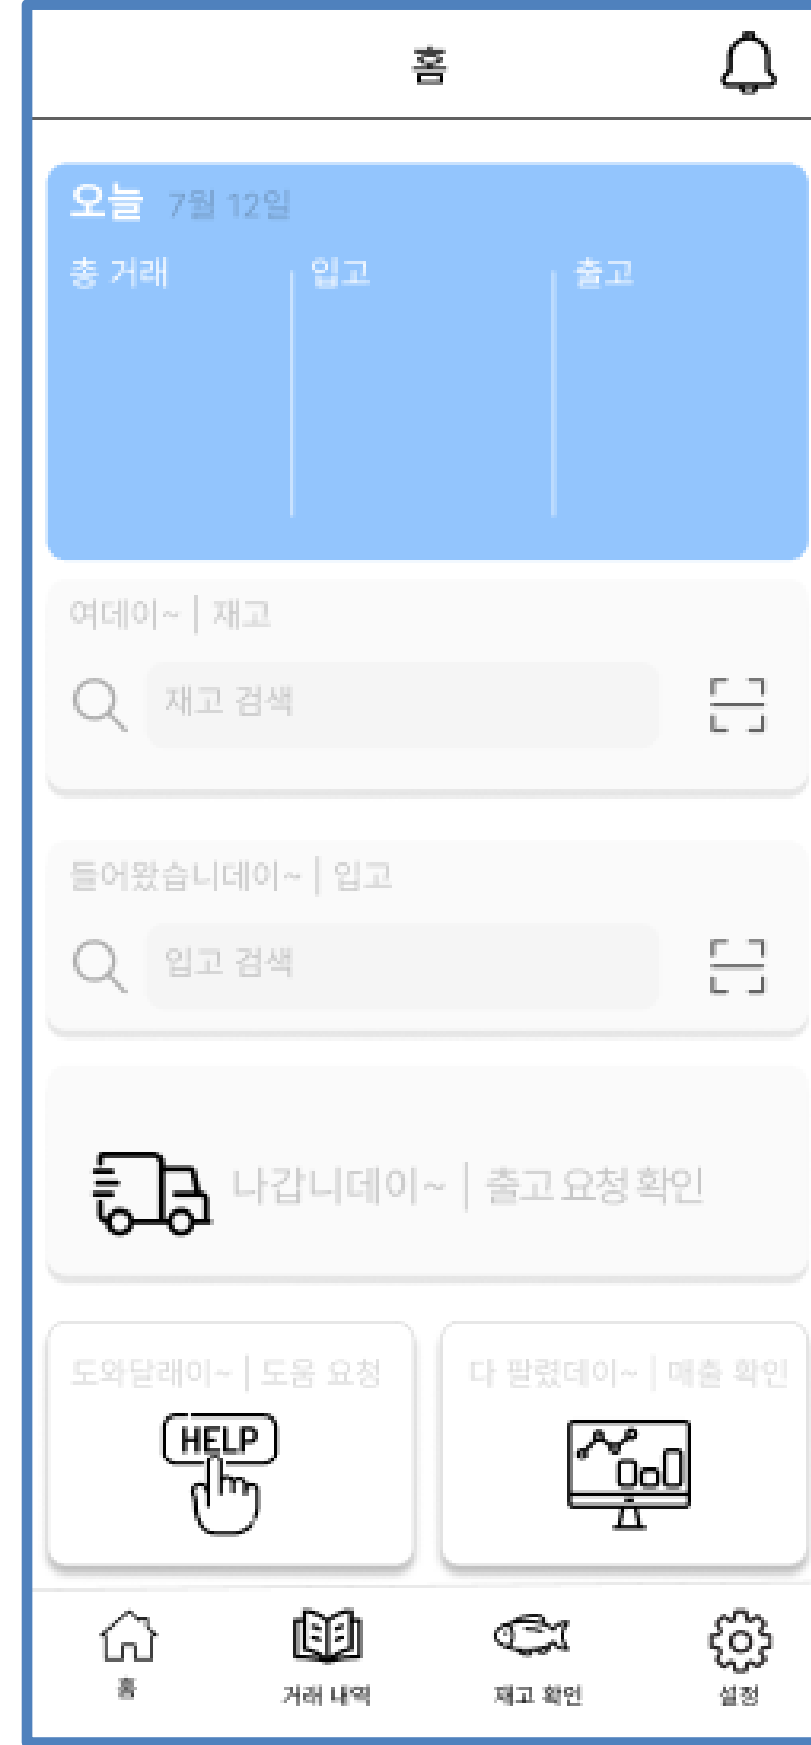 홈
오늘 7월 12일
총 거래 입고 출고
여데이~ | 재고
재고 검색
들어왔습니데이~ | 입고
입고 검색
나갑니데이~ | 출고 요청 확인
도와달래이~ | 도움 요청
다 팔렸데이~ | 매출 확인
HELP
홈 거래 내역 재고 확인 설정